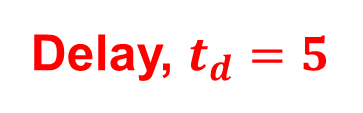 Delay, t_d = 5